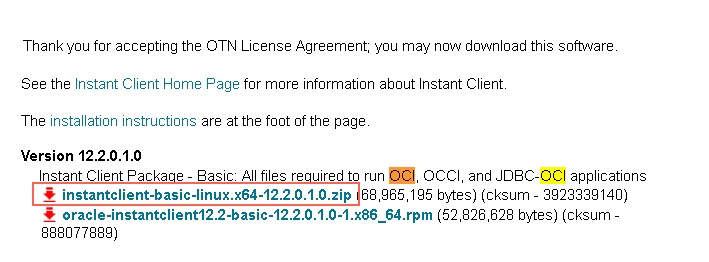 Thank you for accepting the OTN License Agreement; you may now download this software.
See the Instant Client Home Page for more information about Instant Client.
The installation instructions are at the foot of the page.
Version 12.2.0.1.0
Instant Client Package - Basic: All files required to run OCI, OCCI, and JDBC-OCI applications
instantclient-basic-linux.x64-12.2.0.1.0.zip (68,965,195 bytes) (cksum - 3923339140)
oracle-instantclient12.2-basic-12.2.0.1.0-1.x86_64.rpm (52,826,628 bytes) (cksum -
888077889)